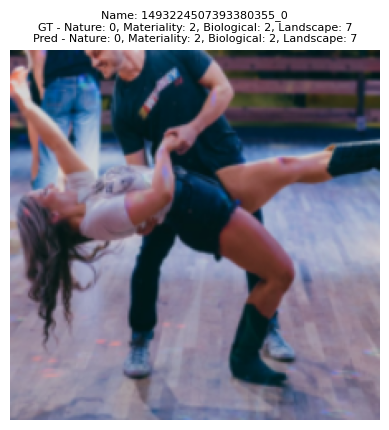 Name: 1493224507393380355_0
GT - Nature: 0, Materiality: 2, Biological: 2, Landscape: 7
Pred - Nature: 0, Materiality: 2, Biological: 2, Landscape: 7